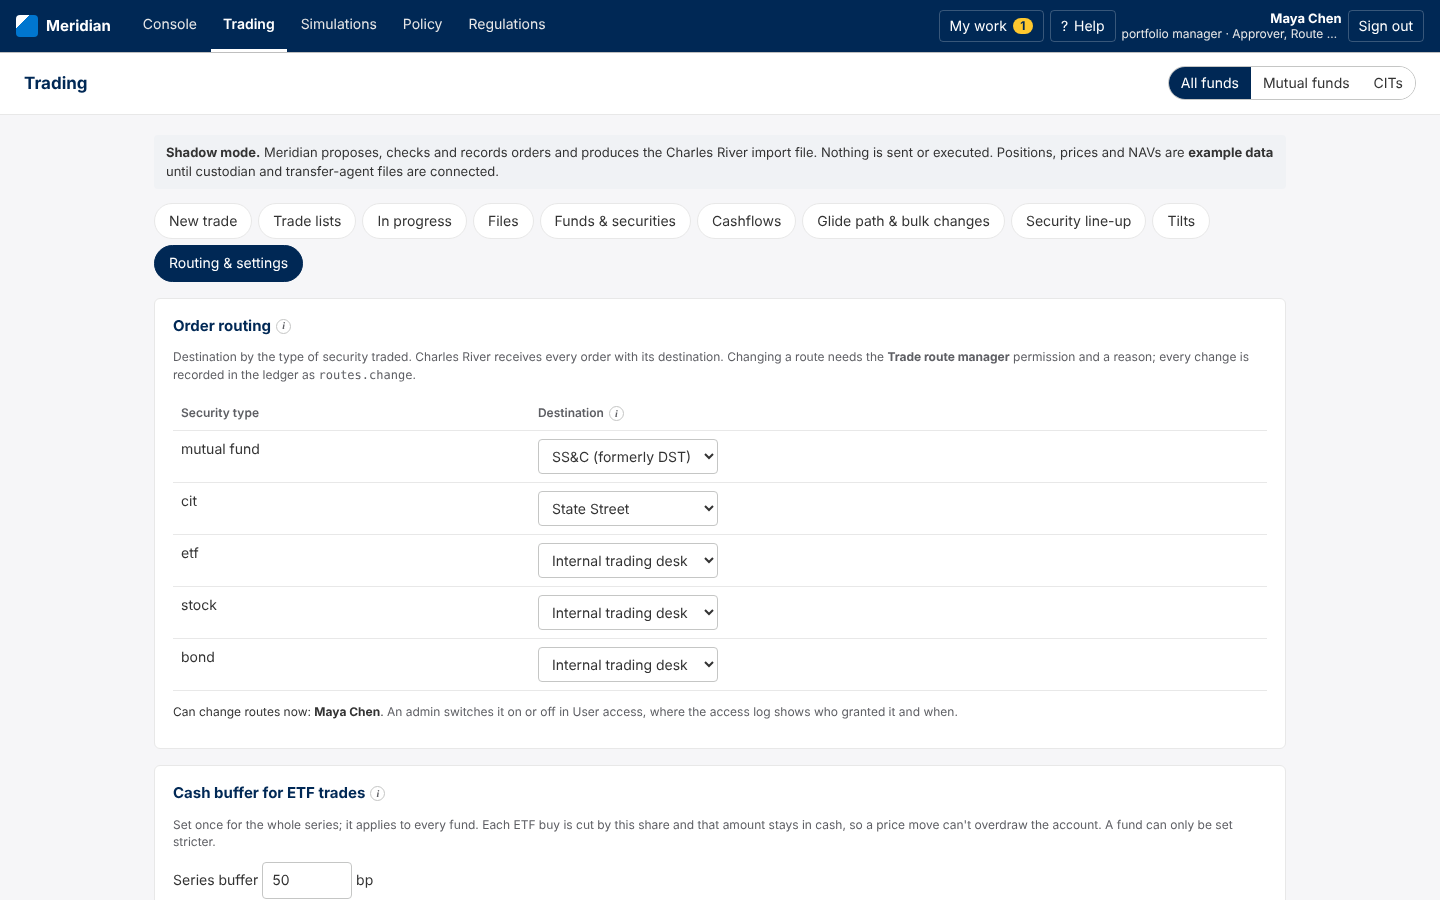 Meridian
Console
Trading
Simulations
Policy
Regulations
My work 1
? Help
Maya Chen
portfolio manager · Approver, Route ...
Sign out
Trading
All funds
Mutual funds
CITs
Shadow mode. Meridian proposes, checks and records orders and produces the Charles River import file. Nothing is sent or executed. Positions, prices and NAVs are example data
until custodian and transfer-agent files are connected.
New trade
Trade lists
In progress
Files
Funds & securities
Cashflows
Glide path & bulk changes
Security line-up
Tilts
Routing & settings
Order routing i
Destination by the type of security traded. Charles River receives every order with its destination. Changing a route needs the Trade route manager permission and a reason; every change is
recorded in the ledger as routes.change.
Security type
Destination i
mutual fund
SS&C (formerly DST)
cit
State Street
etf
Internal trading desk
stock
Internal trading desk
bond
Internal trading desk
Can change routes now: Maya Chen. An admin switches it on or off in User access, where the access log shows who granted it and when.
Cash buffer for ETF trades i
Set once for the whole series; it applies to every fund. Each ETF buy is cut by this share and that amount stays in cash, so a price move can't overdraw the account. A fund can only be set
stricter.
Series buffer 50 bp